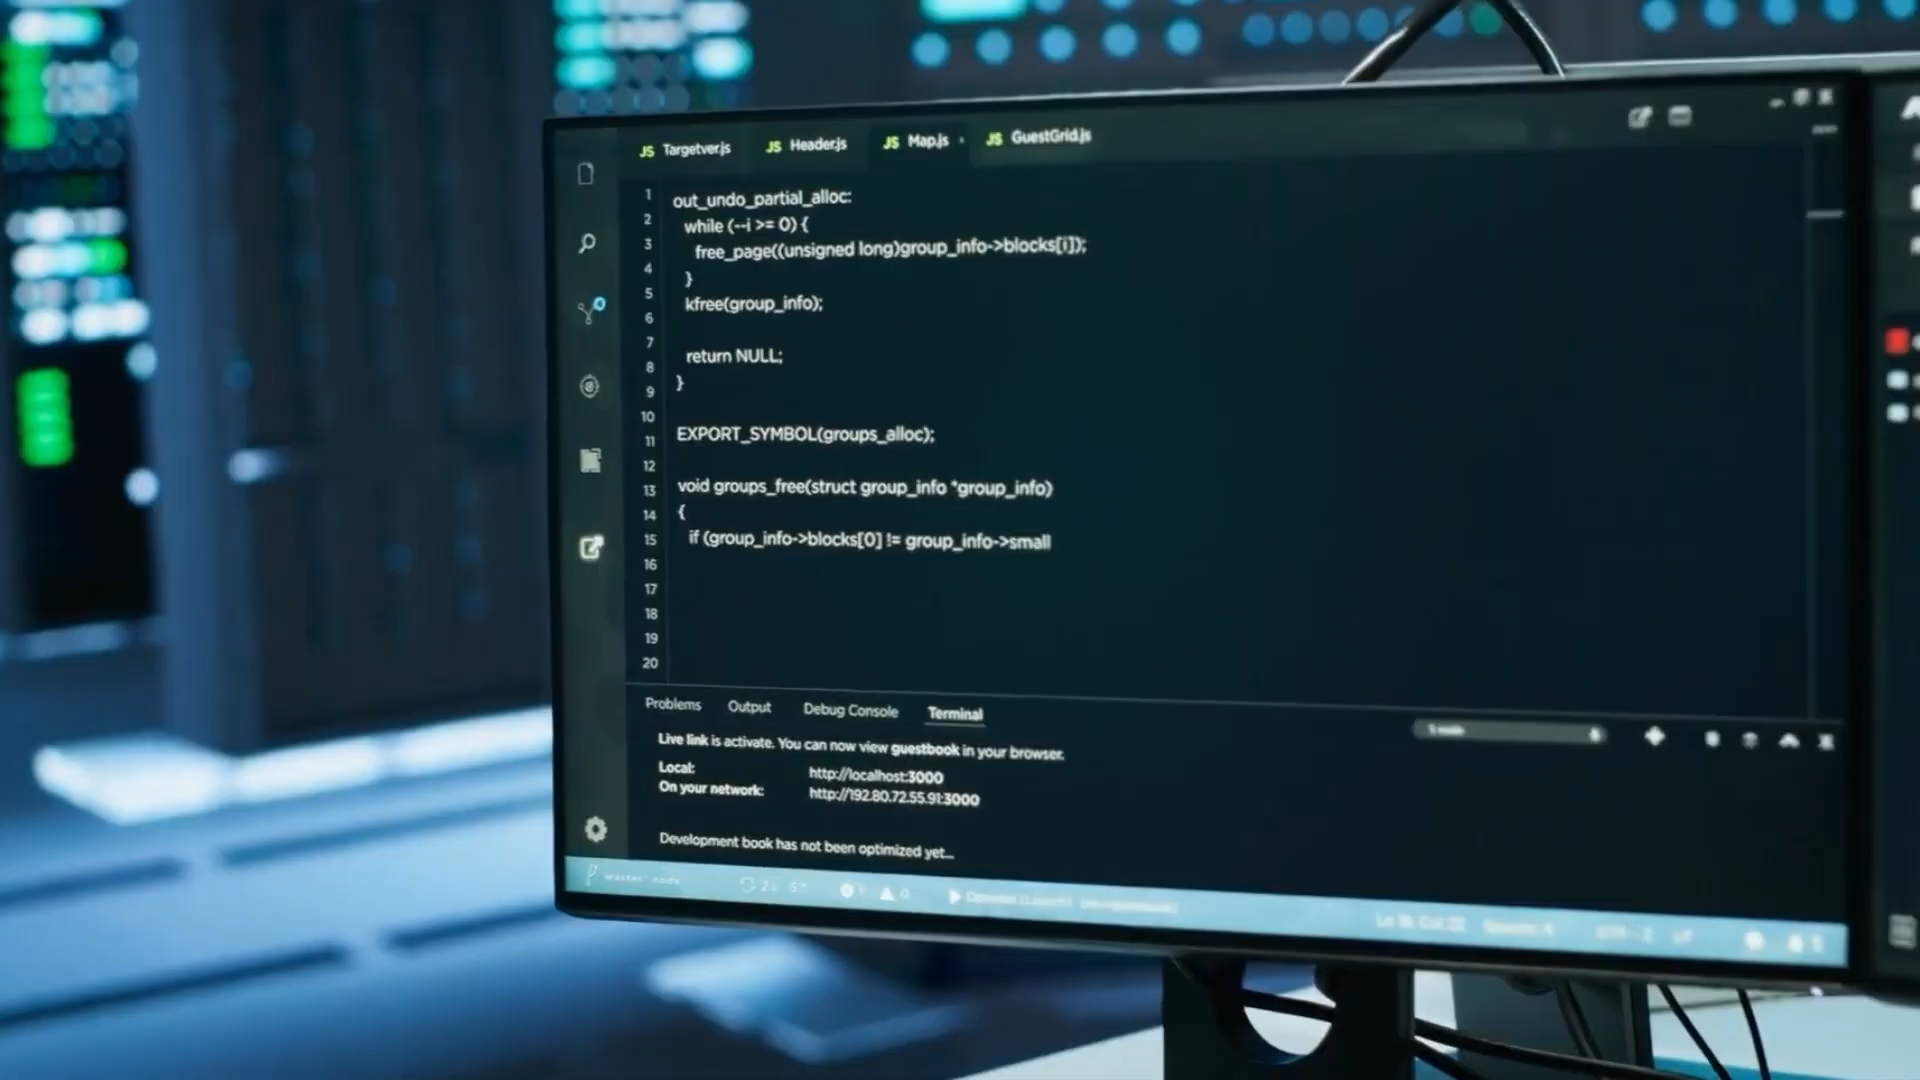 JS Targetver.js JS Header.js JS Map.js JS GuestGrid.js
1 out_undo_partial_alloc:
2 while (--i >= 0) {
3 free_page((unsigned long)group_info->blocks[i]);
4 }
5 kfree(group_info);
6
7 return NULL;
8 }
9
10
11 EXPORT_SYMBOL(groups_alloc);
12
13 void groups_free(struct group_info *group_info)
14 {
15 if (group_info->blocks[0] != group_info->small
16
17
18
19
20
Problems Output Debug Console Terminal
Live link is activate. You can now view guestbook in your browser.
Local: http://localhost:3000
On your network: http://192.80.72.55.91:3000
Development book has not been optimized yet...